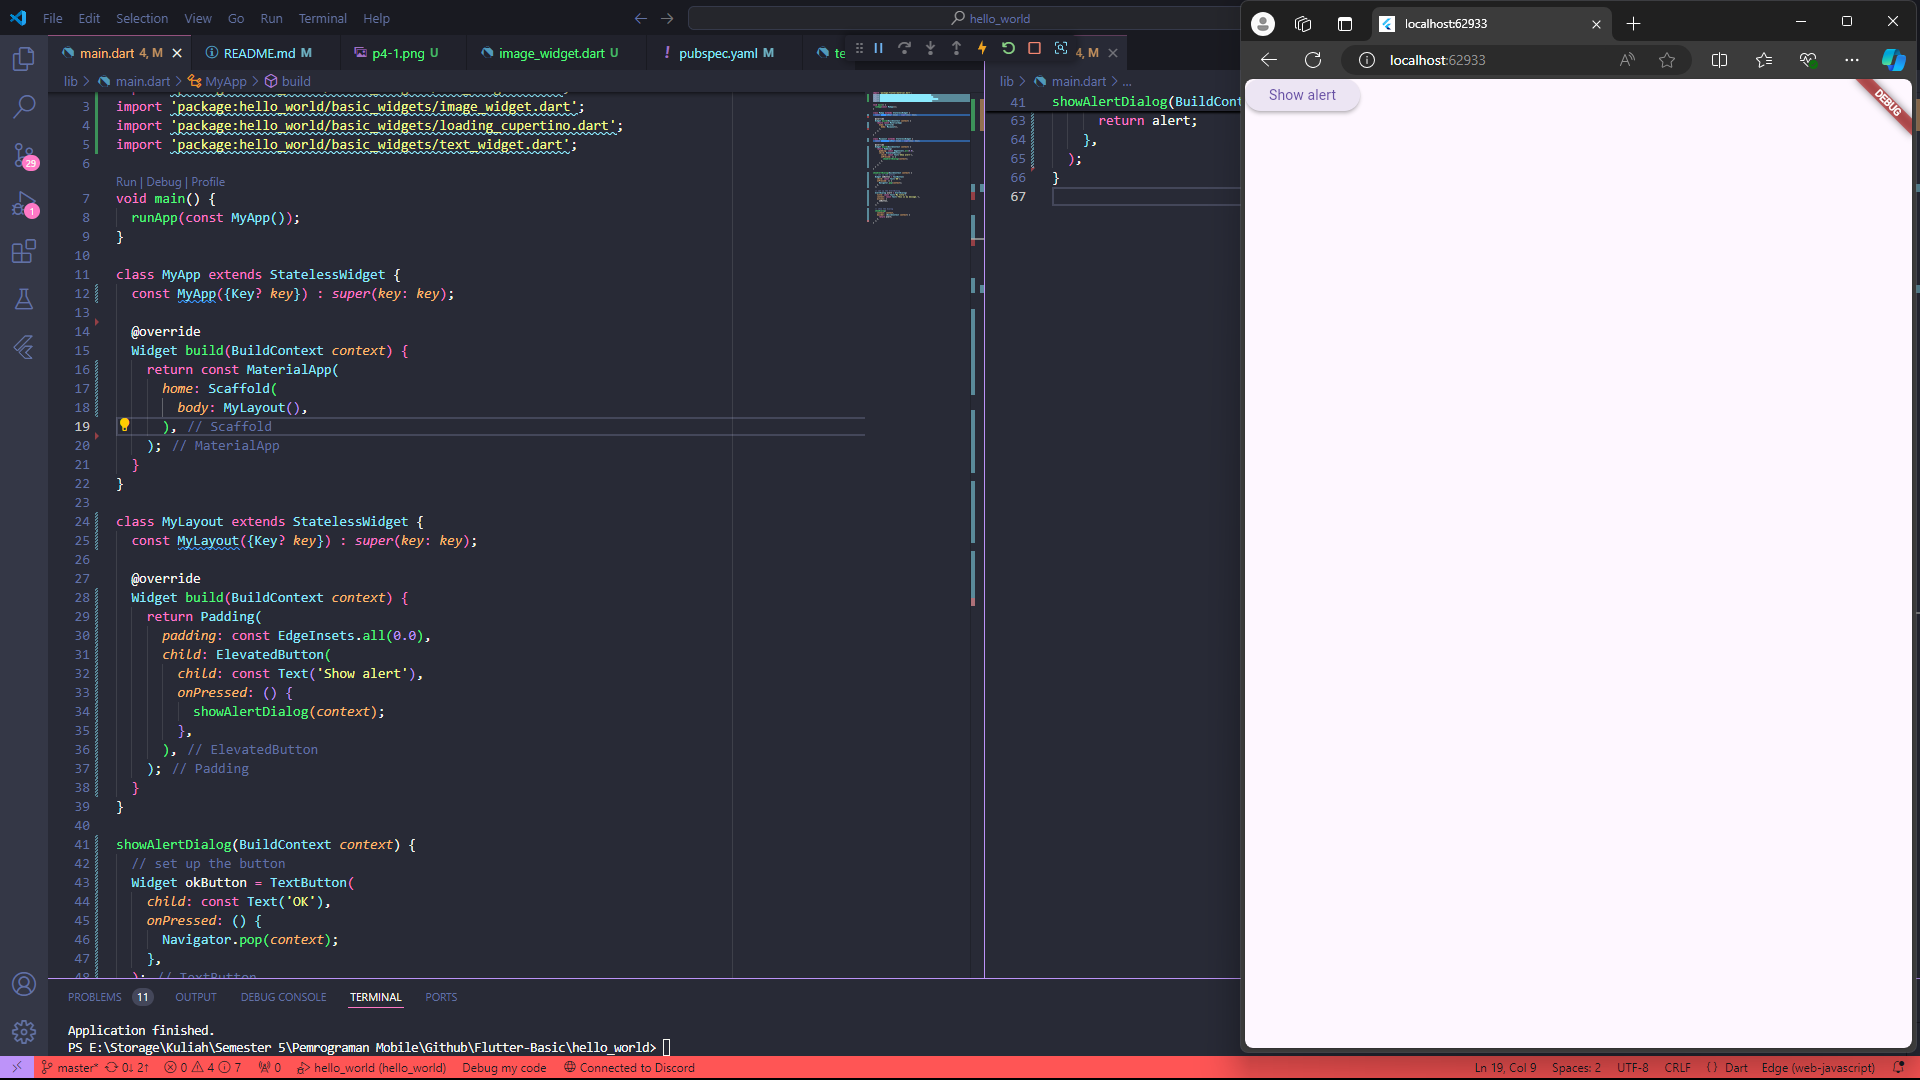 File Edit Selection View Go Run Terminal Help
hello_world
main.dart 4, M
README.md M
p4-1.png U
image_widget.dart U
pubspec.yaml M
te
4, M
lib > main.dart > MyApp > build
3 import 'package:hello_world/basic_widgets/image_widget.dart';
4 import 'package:hello_world/basic_widgets/loading_cupertino.dart';
5 import 'package:hello_world/basic_widgets/text_widget.dart';
6
Run | Debug | Profile
7 void main() {
8 runApp(const MyApp());
9 }
10
11 class MyApp extends StatelessWidget {
12 const MyApp({Key? key}) : super(key: key);
13
14 @override
15 Widget build(BuildContext context) {
16 return const MaterialApp(
17 home: Scaffold(
18 body: MyLayout(),
19 ), // Scaffold
20 ); // MaterialApp
21 }
22 }
23
24 class MyLayout extends StatelessWidget {
25 const MyLayout({Key? key}) : super(key: key);
26
27 @override
28 Widget build(BuildContext context) {
29 return Padding(
30 padding: const EdgeInsets.all(0.0),
31 child: ElevatedButton(
32 child: const Text('Show alert'),
33 onPressed: () {
34 showAlertDialog(context);
35 },
36 ), // ElevatedButton
37 ); // Padding
38 }
39 }
40
41 showAlertDialog(BuildContext context) {
42 // set up the button
43 Widget okButton = TextButton(
44 child: const Text('OK'),
45 onPressed: () {
46 Navigator.pop(context);
47 },
48 ); // TextButton
lib > main.dart > ...
41 showAlertDialog(BuildCont
63 return alert;
64 },
65 );
66 }
67
PROBLEMS 11 OUTPUT DEBUG CONSOLE TERMINAL PORTS
Application finished.
PS E:\Storage\Kuliah\Semester 5\Pemrograman Mobile\Github\Flutter-Basic\hello_world>
master* 0↓ 2↑ 0 4 7 0 hello_world (hello_world) Debug my code Connected to Discord
Ln 19, Col 9 Spaces: 2 UTF-8 CRLF { } Dart Edge (web-javascript)
29
1
localhost:62933
localhost:62933
Show alert
DEBUG